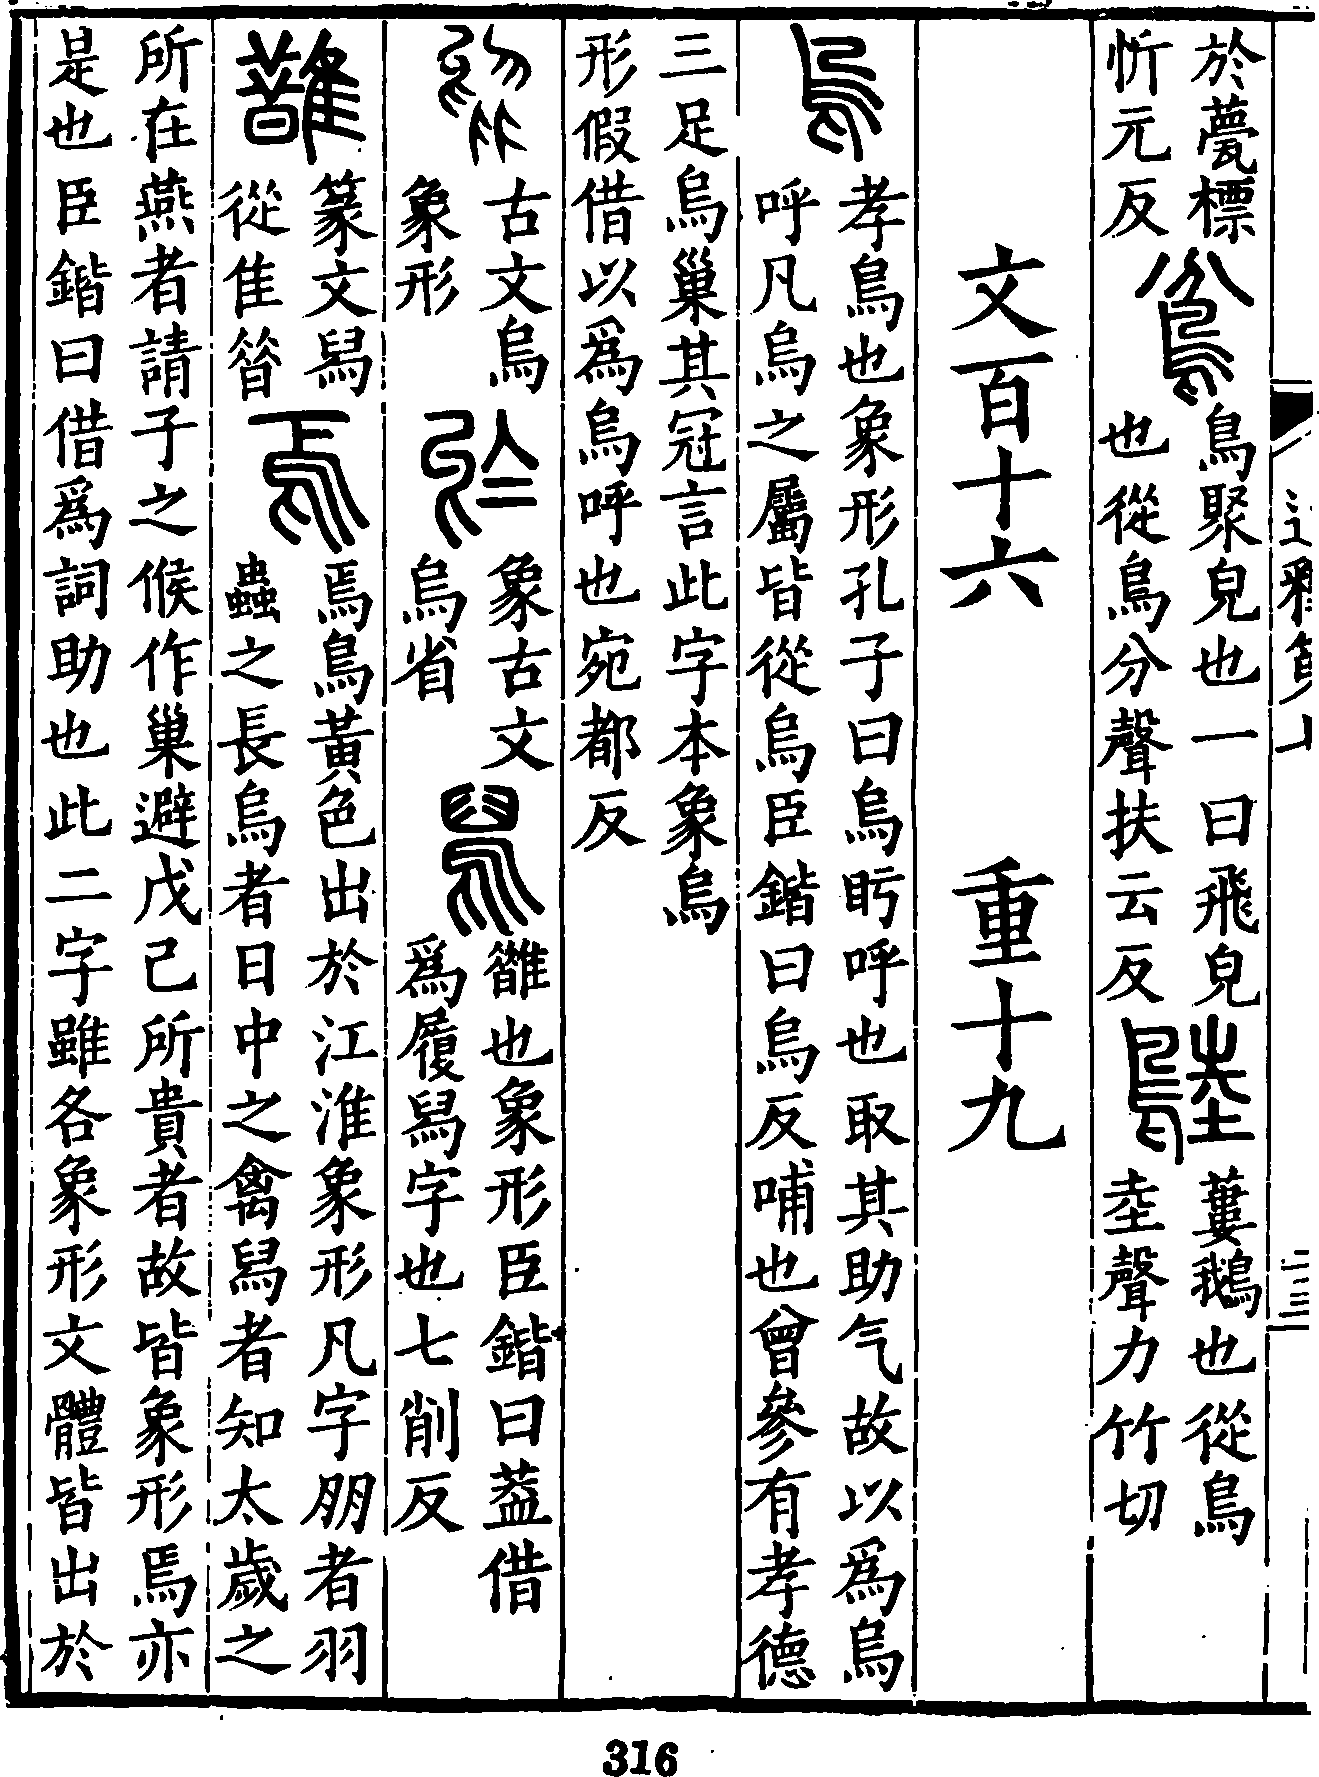 於甍標
忻元反
鳻
鳥聚皃也一曰飛皃
也從鳥分聲扶云反
鵱
蔞鵝也從鳥
坴聲力竹切
文百十六 重十九
烏
孝鳥也象形孔子曰烏盱呼也取其助气故以爲烏
呼凡烏之屬皆從烏臣鍇曰烏反哺也曾參有孝德
三足烏巢其冠言此字本象烏
形假借以爲烏呼也宛都反
古文烏
象形
於
象古文
烏省
舄
䧿也象形臣鍇曰葢借
爲履舄字也七削反
䧿
篆文舄
從隹㫺
焉
焉鳥黃色出於江淮象形凡字朋者羽
蟲之長烏者日中之禽舄者知太歲之
所在燕者請子之候作巢避戊己所貴者故皆象形焉亦
是也臣鍇曰借爲詞助也此二字雖各象形文體皆出於
316